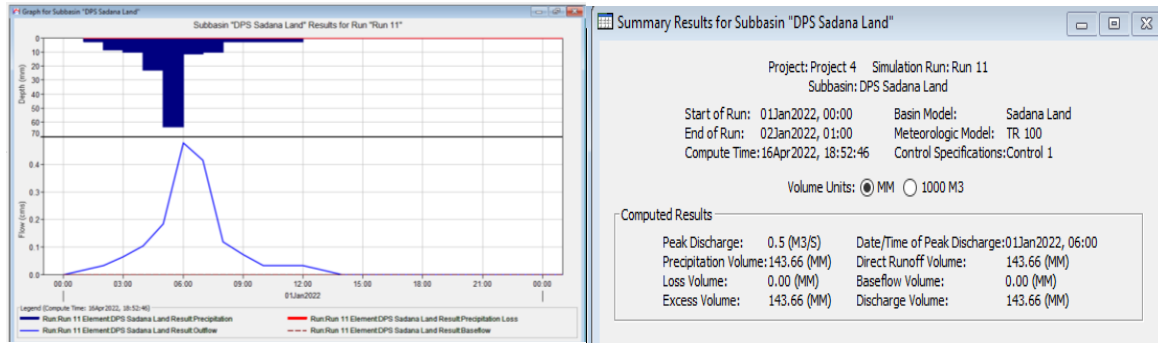 Graph for Subbasin "DPS Sadana Land"
Subbasin "DPS Sadana Land" Results for Run "Run 11"
Depth (mm)
0
10
20
30
40
50
60
70
Flow (cms)
0.4
0.3
0.2
0.1
0.0
00:00 03:00 06:00 09:00 12:00 15:00 18:00 21:00 00:00
01Jan2022
Legend (Compute Time: 16Apr2022, 18:52:46)
Run:Run 11 Element:DPS Sadana Land Result:Precipitation
Run:Run 11 Element:DPS Sadana Land Result:Precipitation Loss
Run:Run 11 Element:DPS Sadana Land Result:Outflow
Run:Run 11 Element:DPS Sadana Land Result:Baseflow
Summary Results for Subbasin "DPS Sadana Land"
Project: Project 4 Simulation Run: Run 11
Subbasin: DPS Sadana Land
Start of Run: 01Jan2022, 00:00 Basin Model: Sadana Land
End of Run: 02Jan2022, 01:00 Meteorologic Model: TR 100
Compute Time:16Apr2022, 18:52:46 Control Specifications:Control 1
Volume Units: MM 1000 M3
Computed Results
Peak Discharge: 0.5 (M3/S) Date/Time of Peak Discharge:01Jan2022, 06:00
Precipitation Volume:143.66 (MM) Direct Runoff Volume: 143.66 (MM)
Loss Volume: 0.00 (MM) Baseflow Volume: 0.00 (MM)
Excess Volume: 143.66 (MM) Discharge Volume: 143.66 (MM)